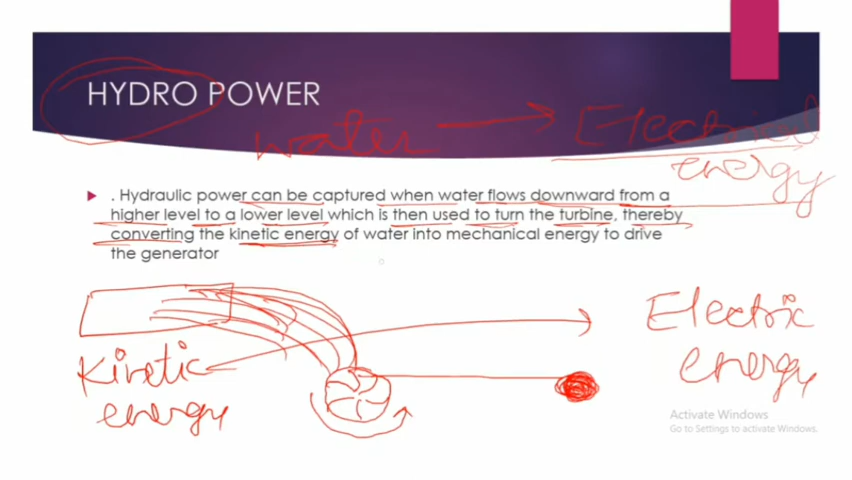 HYDRO POWER
water → Electrical
energy
. Hydraulic power can be captured when water flows downward from a
higher level to a lower level which is then used to turn the turbine, thereby
converting the kinetic energy of water into mechanical energy to drive
the generator
Kinetic
energy
Electric
energy
Activate Windows
Go to Settings to activate Windows.